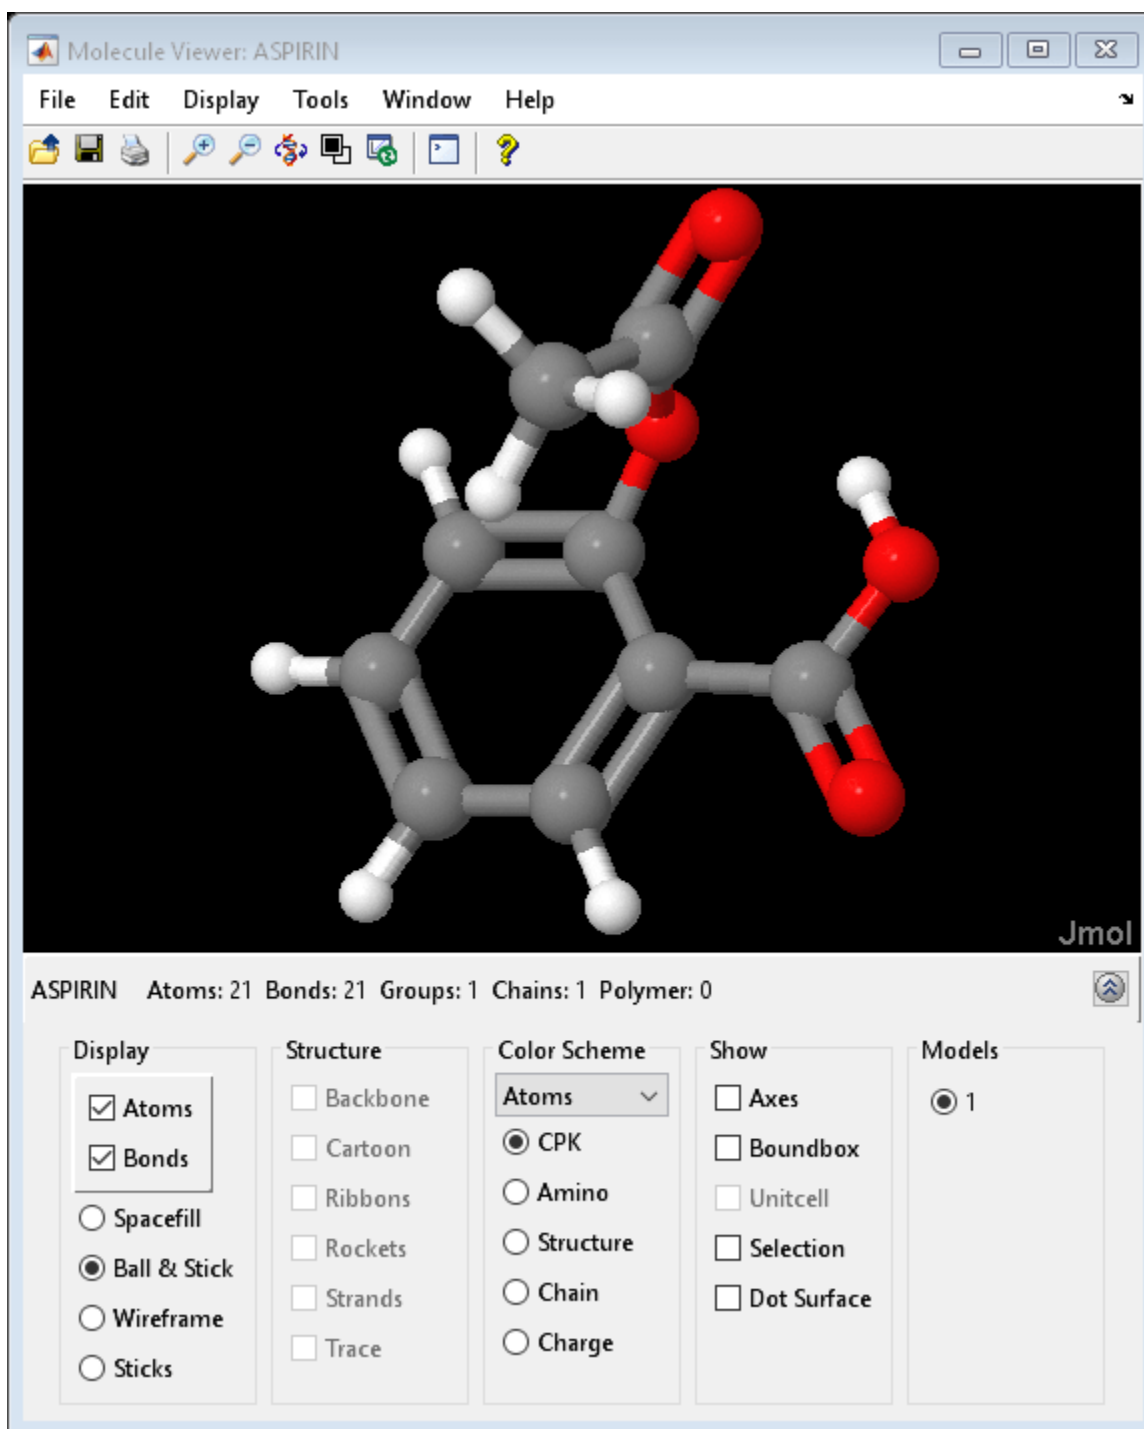 Molecule Viewer: ASPIRIN
File Edit Display Tools Window Help
Jmol
ASPIRIN Atoms: 21 Bonds: 21 Groups: 1 Chains: 1 Polymer: 0
Display
Atoms
Bonds
Spacefill
Ball & Stick
Wireframe
Sticks
Structure
Backbone
Cartoon
Ribbons
Rockets
Strands
Trace
Color Scheme
Atoms
CPK
Amino
Structure
Chain
Charge
Show
Axes
Boundbox
Unitcell
Selection
Dot Surface
Models
1